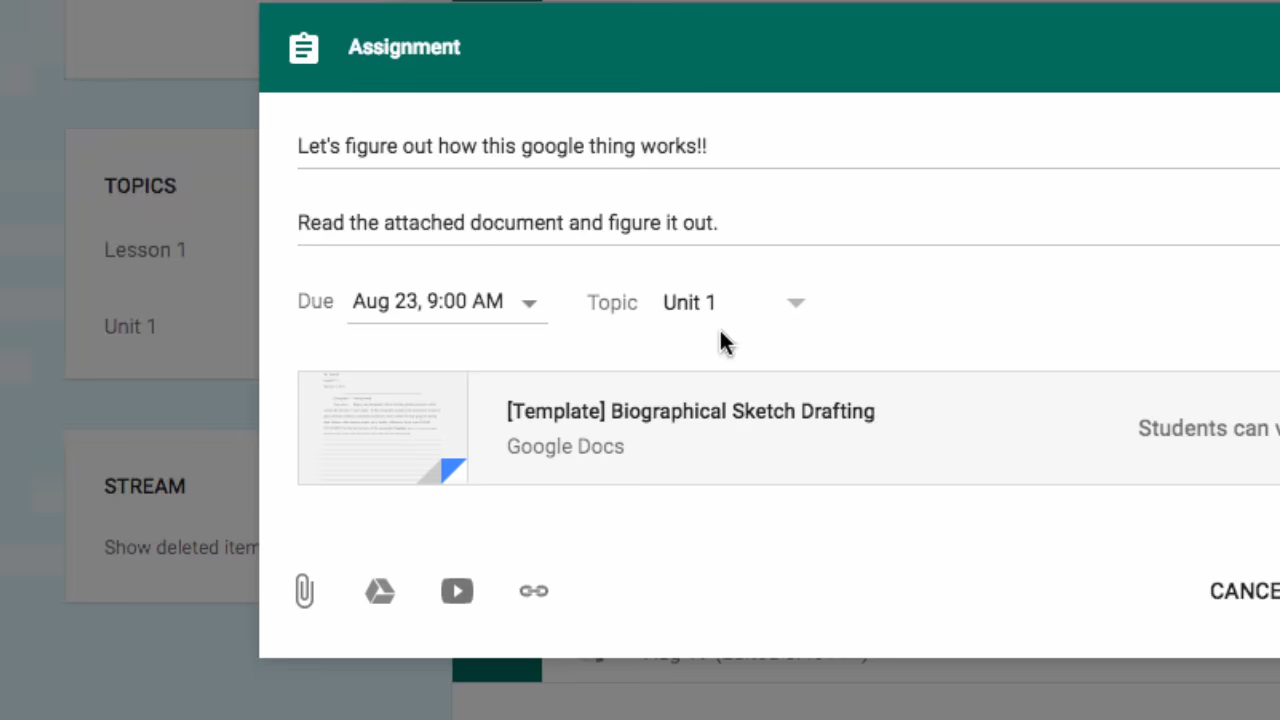 Assignment
Let's figure out how this google thing works!!
Read the attached document and figure it out.
Due Aug 23, 9:00 AM Topic Unit 1
[Template] Biographical Sketch Drafting
Google Docs
Students can
CANCE
TOPICS
Lesson 1
Unit 1
STREAM
Show deleted item